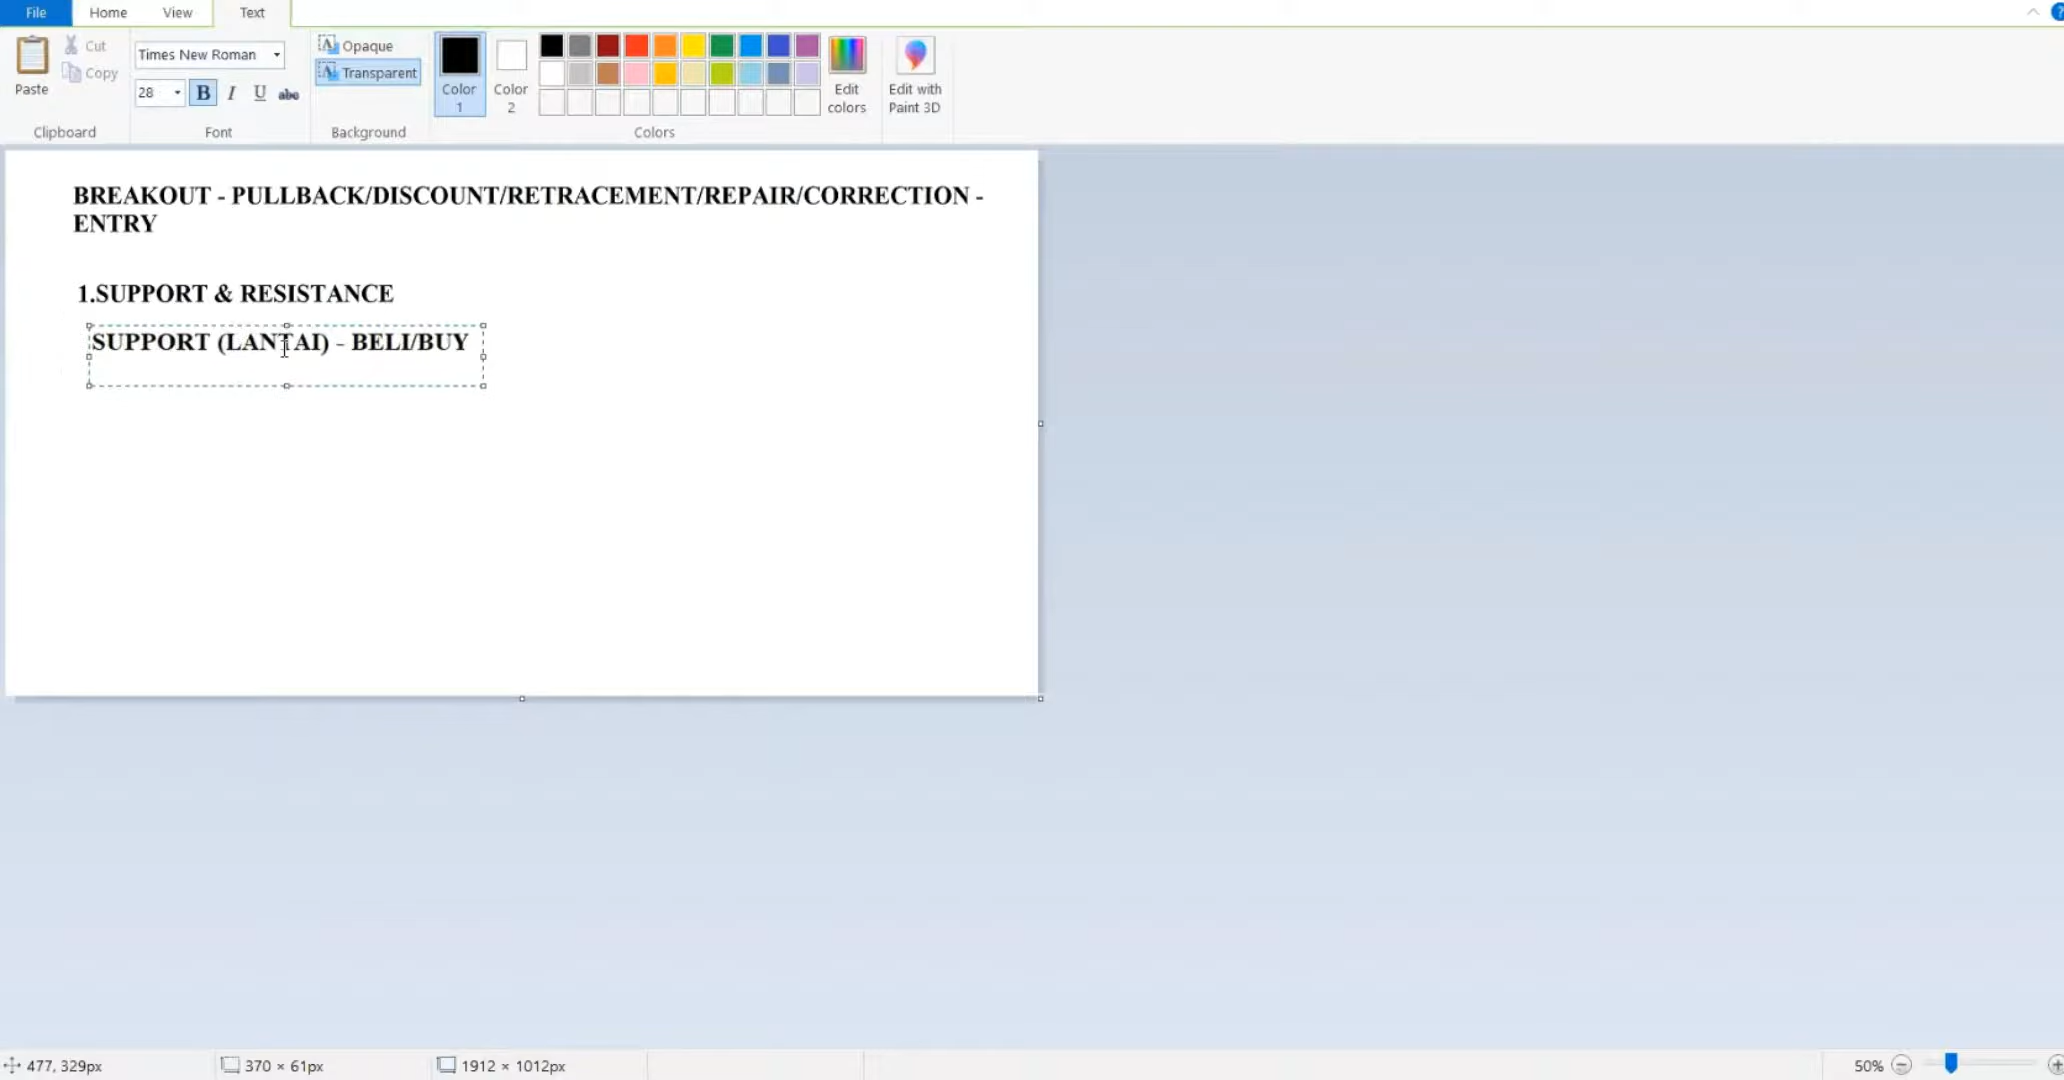 File Home View Text
Cut
Copy
Paste
Clipboard
Times New Roman
28 B I U abc
Font
Opaque
Transparent
Background
Color 1
Color 2
Edit colors
Edit with Paint 3D
Colors
BREAKOUT - PULLBACK/DISCOUNT/RETRACEMENT/REPAIR/CORRECTION -
ENTRY
1.SUPPORT & RESISTANCE
SUPPORT (LANTAI) - BELI/BUY
477, 329px 370 × 61px 1912 × 1012px 50%